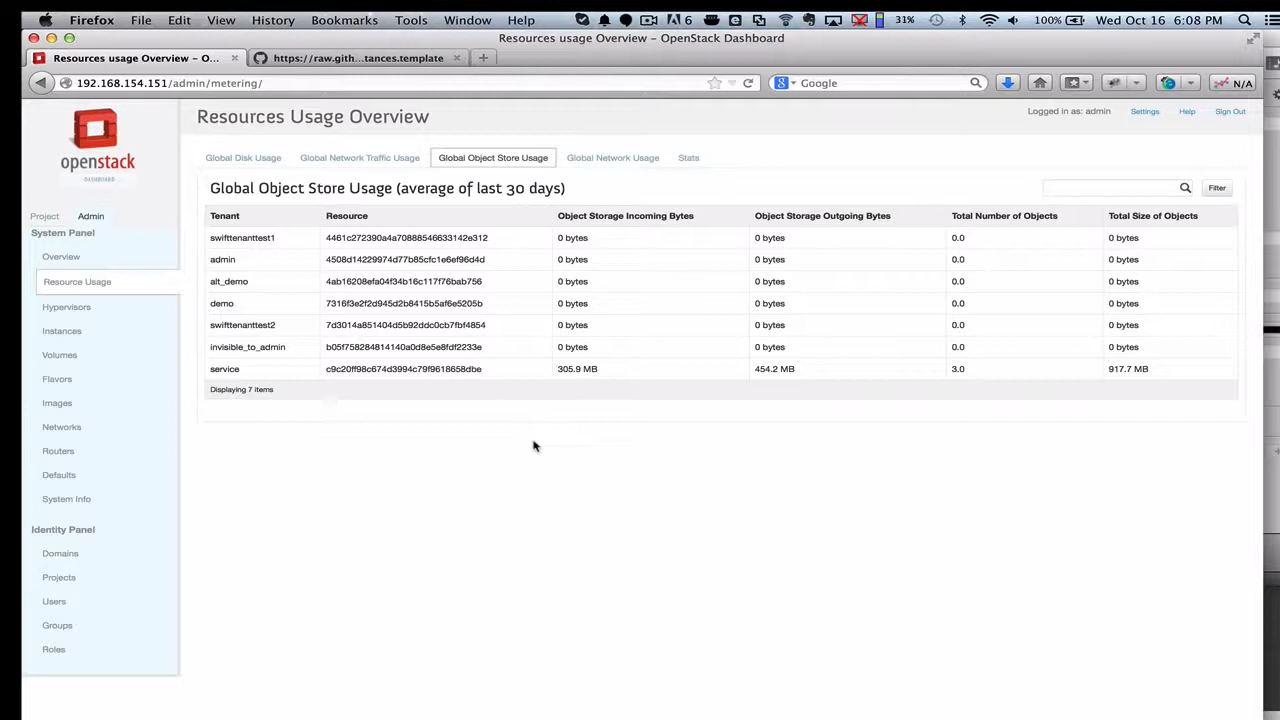 Firefox File Edit View History Bookmarks Tools Window Help 6 31% 100% Wed Oct 16 6:08 PM
Resources usage Overview – OpenStack Dashboard
Resources Usage Overview – O... https://raw.gith...tances.template
192.168.154.151/admin/metering/ Google N/A
Resources Usage Overview
Logged in as: admin Settings Help Sign Out
openstack
DASHBOARD
Global Disk Usage Global Network Traffic Usage Global Object Store Usage Global Network Usage Stats
Global Object Store Usage (average of last 30 days) Filter
Project Admin
System Panel
Overview
Resource Usage
Hypervisors
Instances
Volumes
Flavors
Images
Networks
Routers
Defaults
System Info
Identity Panel
Domains
Projects
Users
Groups
Roles
Tenant Resource Object Storage Incoming Bytes Object Storage Outgoing Bytes Total Number of Objects Total Size of Objects
swifttenanttest1 4461c272390a4a70888546633142e312 0 bytes 0 bytes 0.0 0 bytes
admin 4508d14229974d77b85cfc1e6ef96d4d 0 bytes 0 bytes 0.0 0 bytes
alt_demo 4ab16208efa04f34b16c117f76bab756 0 bytes 0 bytes 0.0 0 bytes
demo 7316f3e2f2d945d2b8415b5af6e5205b 0 bytes 0 bytes 0.0 0 bytes
swifttenanttest2 7d3014a851404d5b92ddc0cb7fbf4854 0 bytes 0 bytes 0.0 0 bytes
invisible_to_admin b05f758284814140a0d8e5e8fdf2233e 0 bytes 0 bytes 0.0 0 bytes
service c9c20ff98c674d3994c79f9618658dbe 305.9 MB 454.2 MB 3.0 917.7 MB
Displaying 7 items